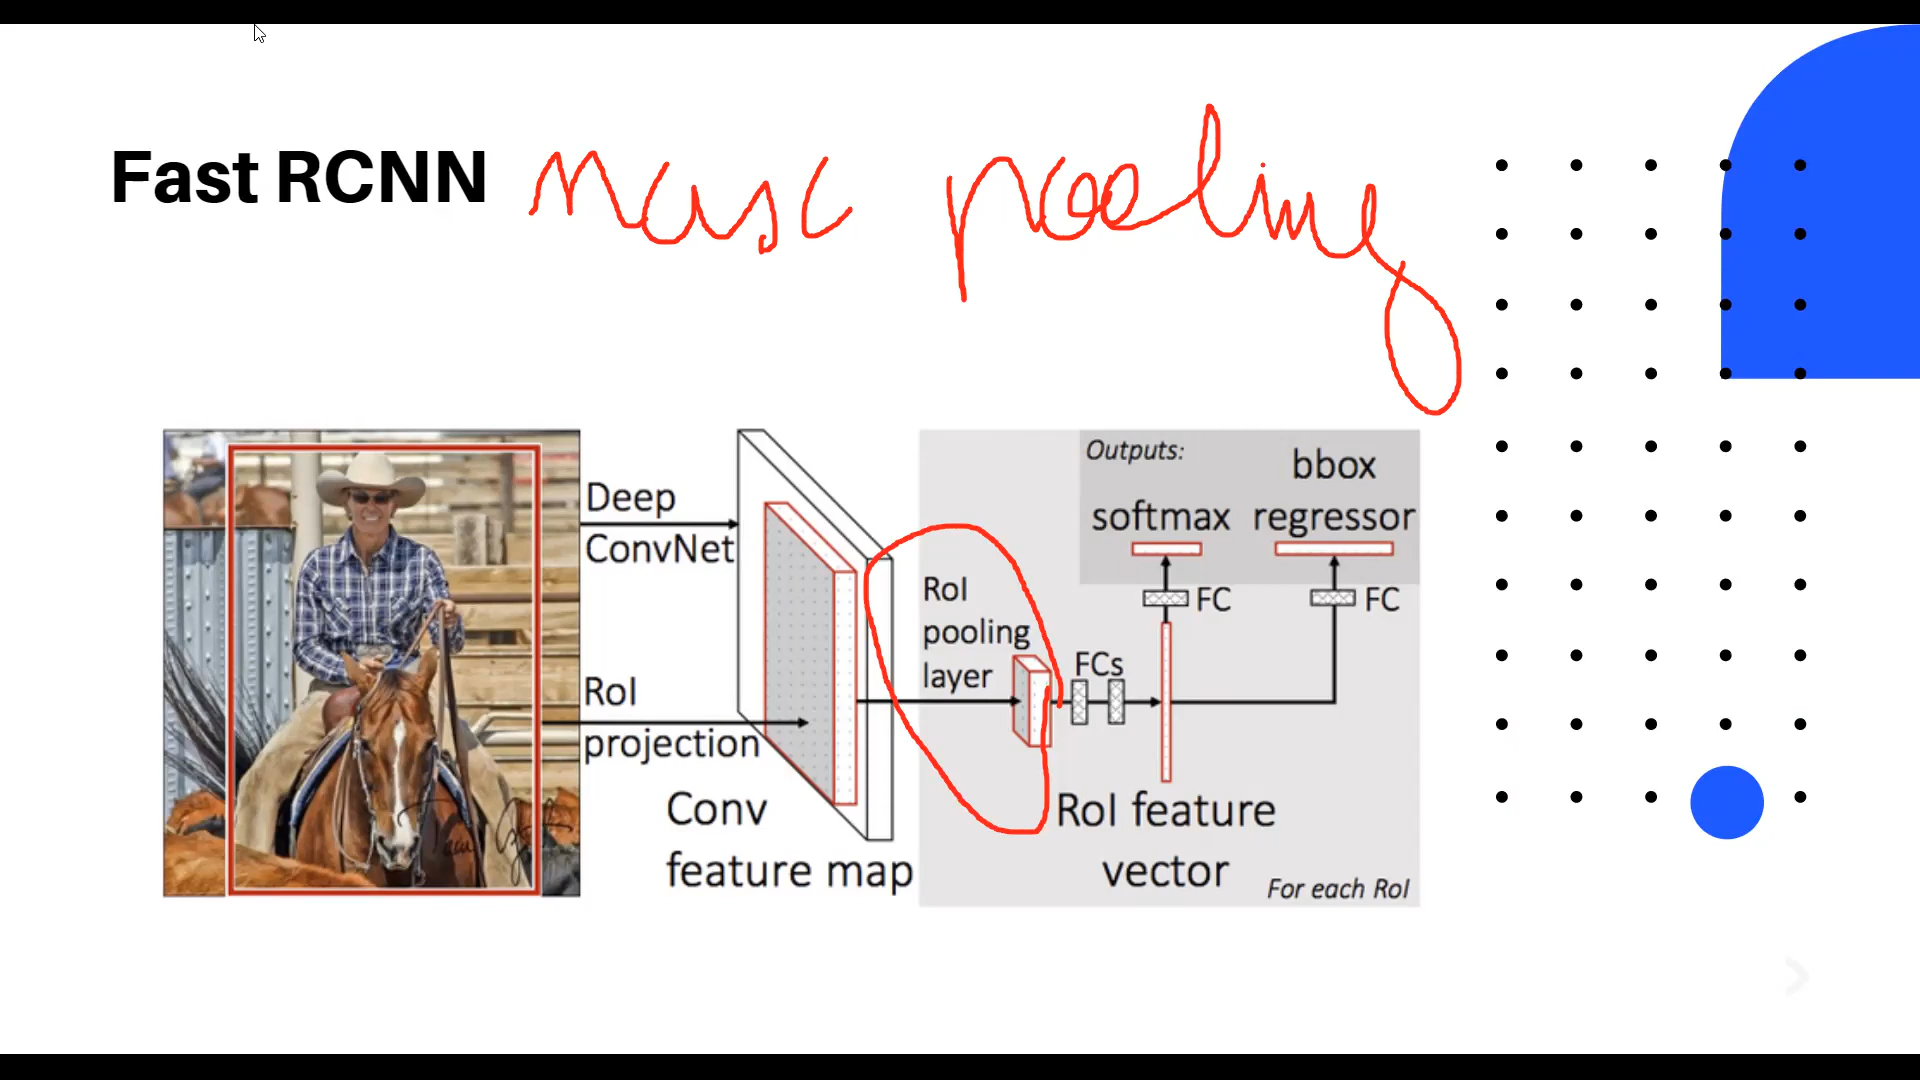 Fast RCNN
pooling
Deep
ConvNet
RoI
projection
Conv
feature map
RoI
pooling
layer
FCs
RoI feature
vector
For each RoI
Outputs:
softmax
bbox
regressor
FC
FC